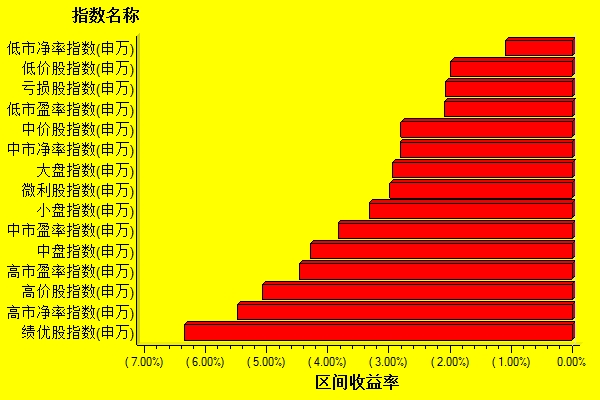 指数名称
低市净率指数(申万)
低价股指数(申万)
亏损股指数(申万)
低市盈率指数(申万)
中价股指数(申万)
中市净率指数(申万)
大盘指数(申万)
微利股指数(申万)
小盘指数(申万)
中市盈率指数(申万)
中盘指数(申万)
高市盈率指数(申万)
高价股指数(申万)
高市净率指数(申万)
绩优股指数(申万)
(7.00%) (6.00%) (5.00%) (4.00%) (3.00%) (2.00%) (1.00%) 0.00%
区间收益率